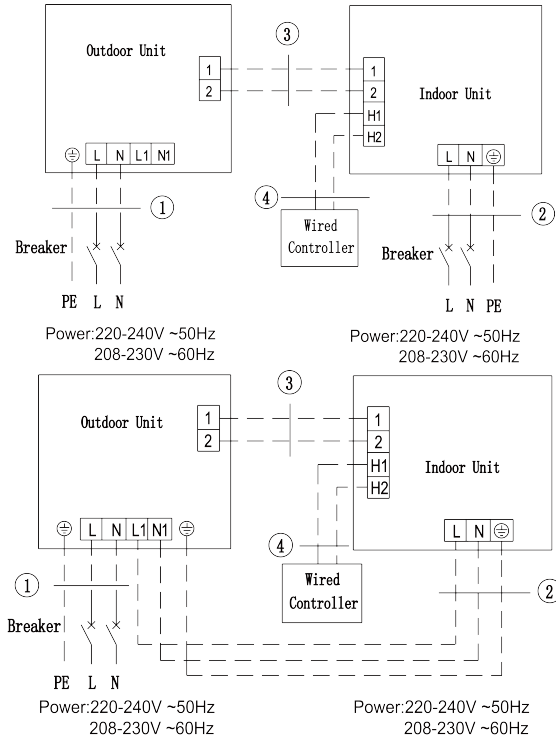 Outdoor Unit
1
2
L N L1 N1
3
1
2
H1
H2
Indoor Unit
L N
1
Breaker
PE L N
Power:220-240V ~50Hz
208-230V ~60Hz
4
Wired
Controller
2
Breaker
L N PE
Power:220-240V ~50Hz
208-230V ~60Hz
Outdoor Unit
1
2
L N L1 N1
3
1
2
H1
H2
Indoor Unit
L N
1
Breaker
PE L N
Power:220-240V ~50Hz
208-230V ~60Hz
4
Wired
Controller
2
Power:220-240V ~50Hz
208-230V ~60Hz